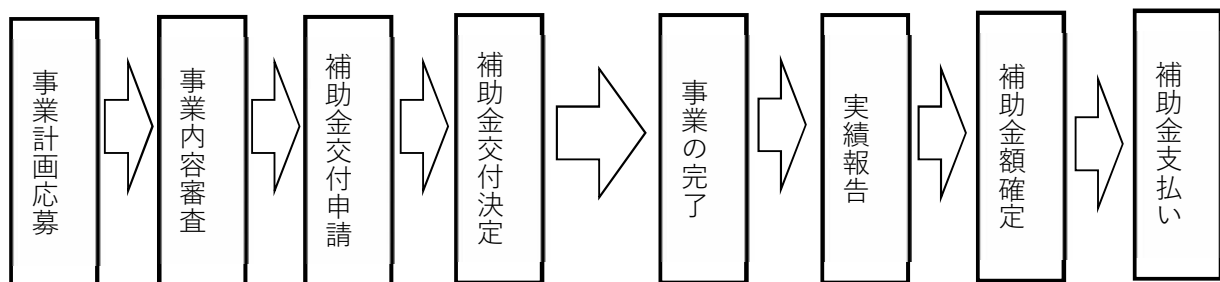 事業計画応募
事業内容審査
補助金交付申請
補助金交付決定
事業の完了
実績報告
補助金額確定
補助金支払い